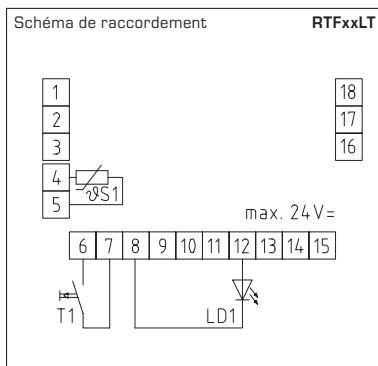 Schéma de raccordement RTFxxLT
1 18
2 17
3 16
4 ϑS1
5
max. 24V=
6 7 8 9 10 11 12 13 14 15
T1 LD1